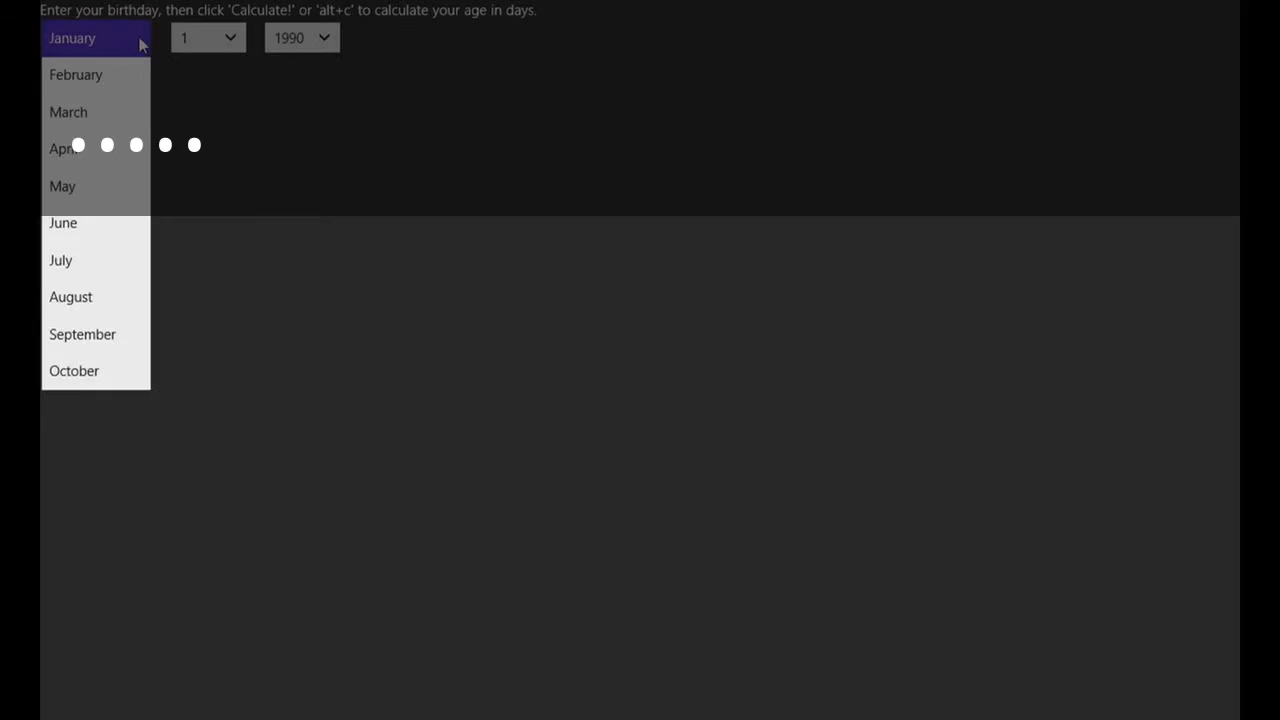 Enter your birthday, then click 'Calculate!' or 'alt+c' to calculate your age in days.
January 1 1990
February
March
April
May
June
July
August
September
October